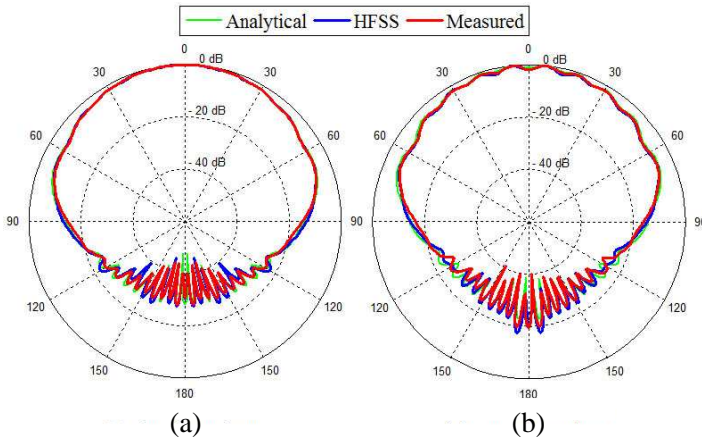 Analytical HFSS Measured
0 0
0 dB 0 dB
30 30 30 30
20 dB 20 dB
60 60 60 60
40 dB 40 dB
90 90 90 90
120 120 120 120
150 150 150 150
180 180
(a) (b)